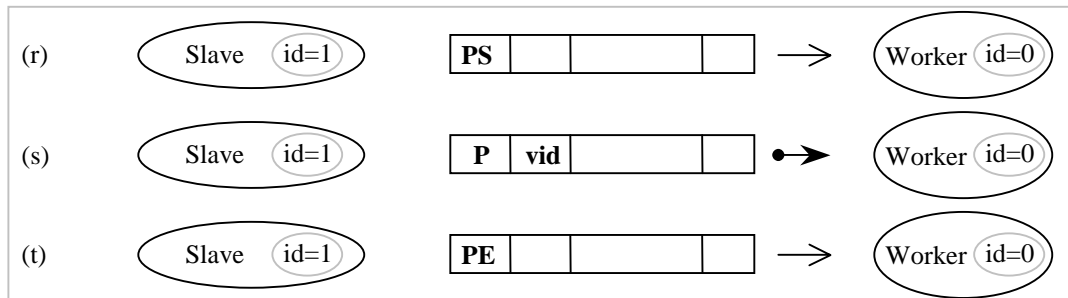 (r) Slave id=1 PS Worker id=0
(s) Slave id=1 P vid Worker id=0
(t) Slave id=1 PE Worker id=0